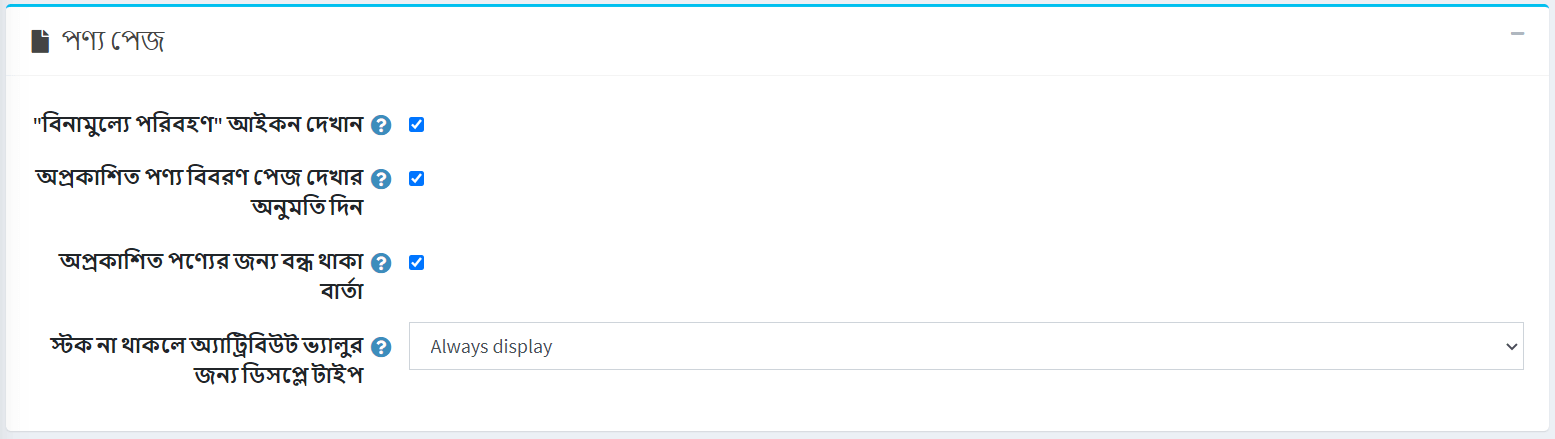 পণ্য পেজ
"বিনামুল্যে পরিবহণ" আইকন দেখান
অপ্রকাশিত পণ্য বিবরণ পেজ দেখার
অনুমতি দিন
অপ্রকাশিত পণ্যের জন্য বন্ধ থাকা
বার্তা
স্টক না থাকলে অ্যাট্রিবিউট ভ্যালুর
জন্য ডিসপ্লে টাইপ
Always display